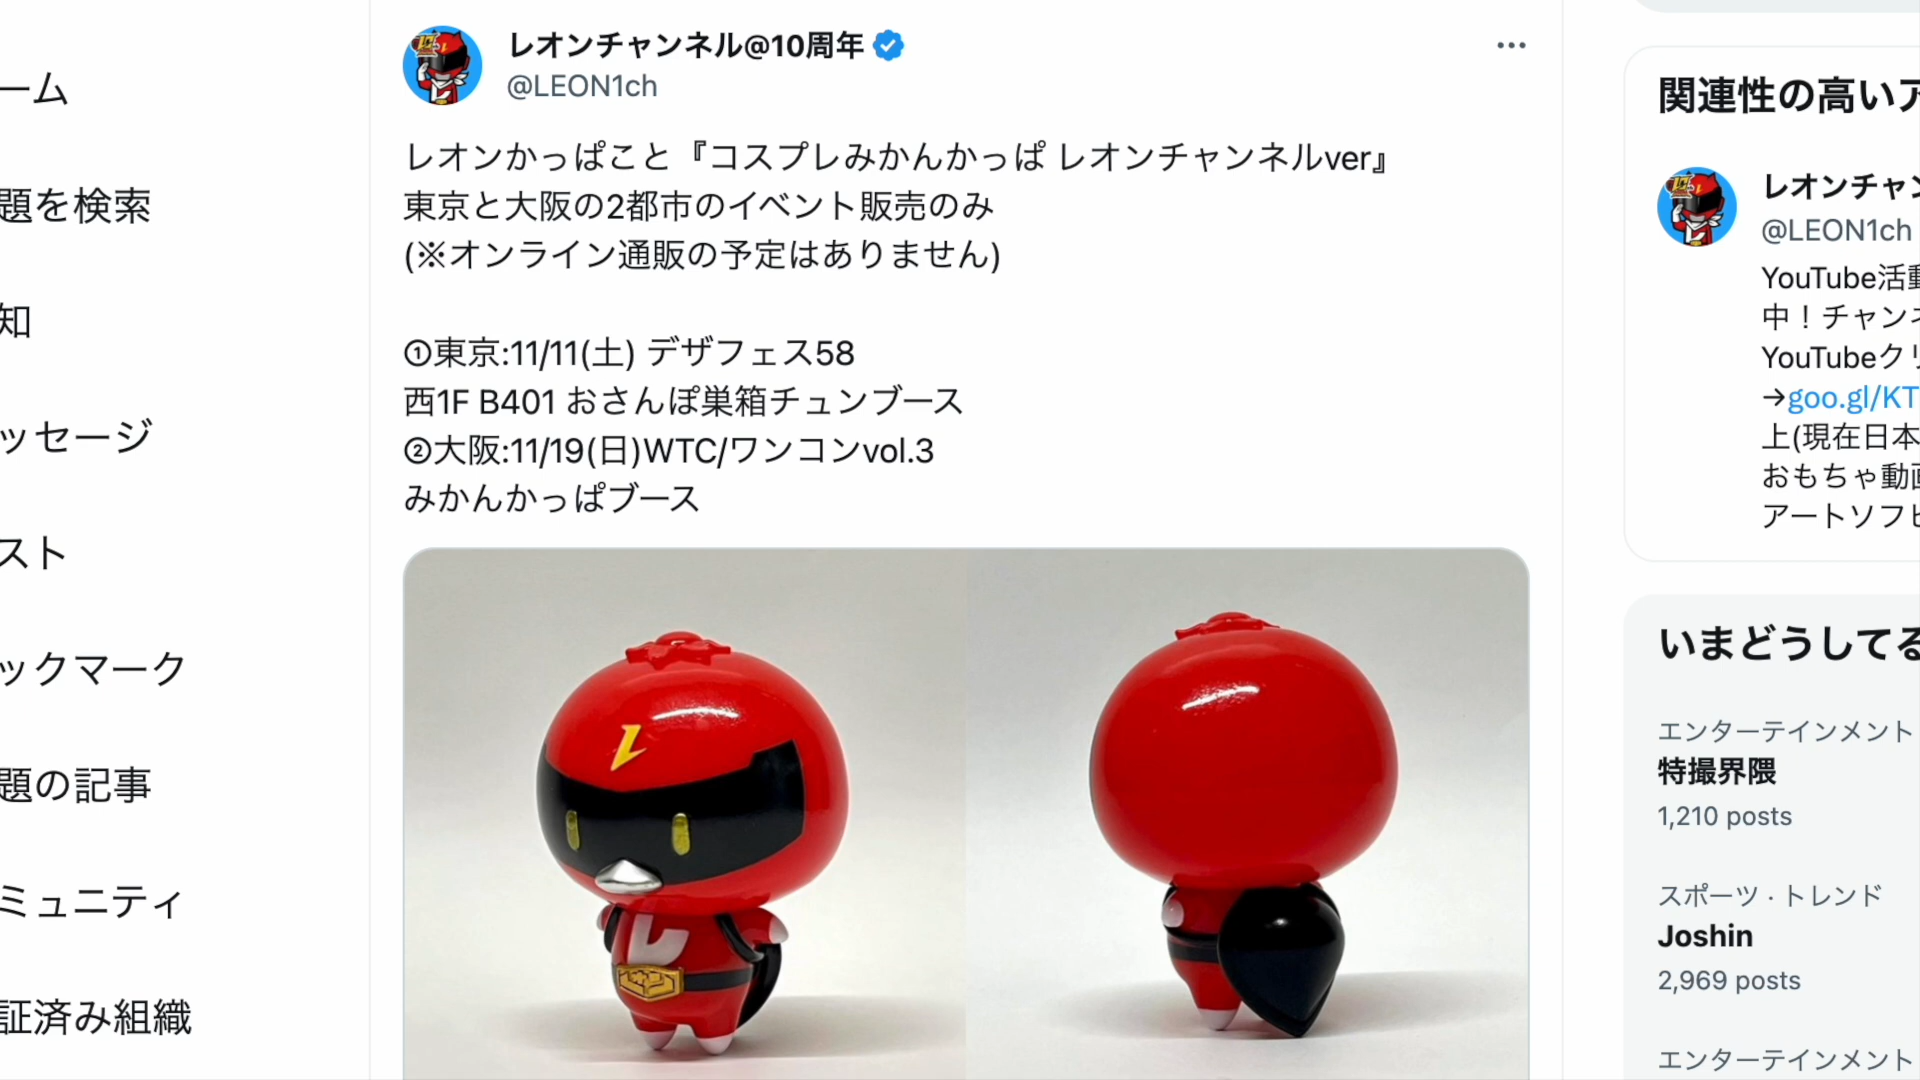 ーム
題を検索
知
ッセージ
スト
ックマーク
題の記事
ミュニティ
証済み組織
レオンチャンネル@10周年
@LEON1ch
レオンかっぱこと『コスプレみかんかっぱ レオンチャンネルver』
東京と大阪の2都市のイベント販売のみ
(※オンライン通販の予定はありません)
①東京:11/11(土) デザフェス58
西1F B401 おさんぽ巣箱チュンブース
②大阪:11/19(日)WTC/ワンコンvol.3
みかんかっぱブース
関連性の高いア
レオンチャン
@LEON1ch
YouTube活動
中！チャンネ
YouTubeクリ
→goo.gl/KT
上(現在日本
おもちゃ動画
アートソフビ
いまどうしてる
エンターテインメント
特撮界隈
1,210 posts
スポーツ · トレンド
Joshin
2,969 posts
エンターテインメント